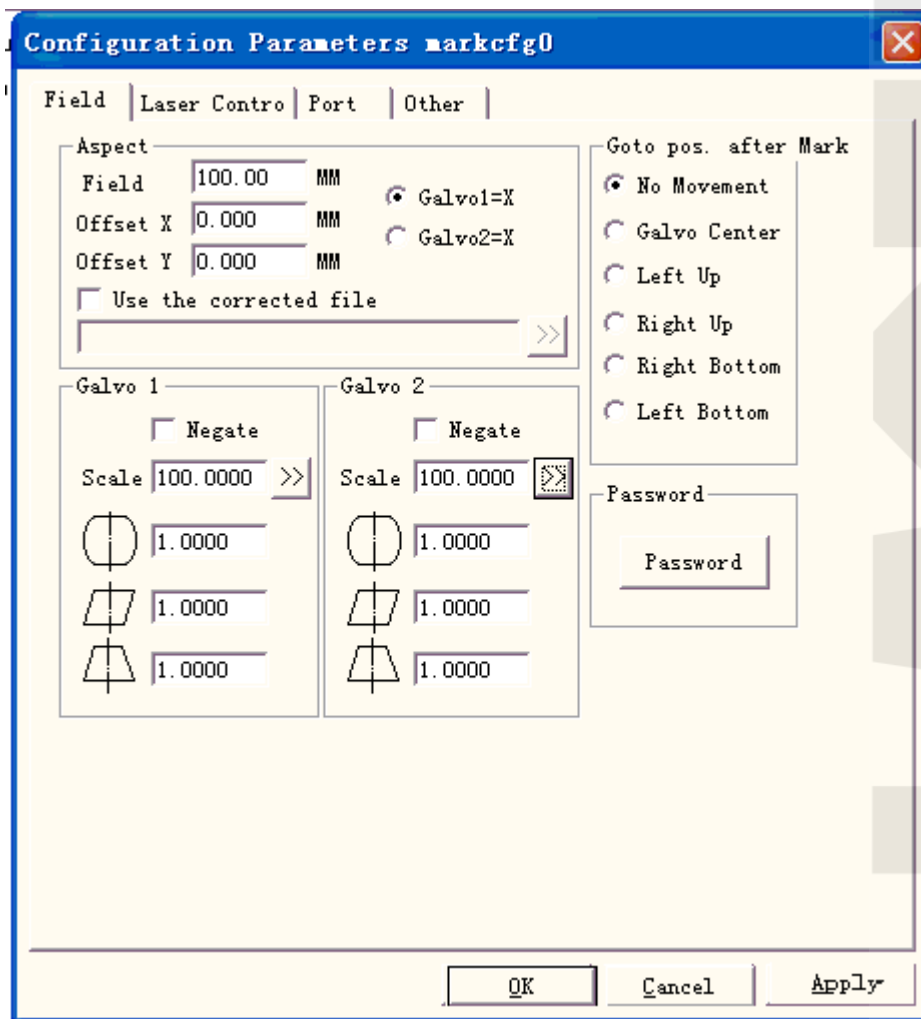 Configuration Parameters markcfg0
Field Laser Contro Port Other
Aspect
Field 100.00 MM
Offset X 0.000 MM
Offset Y 0.000 MM
Galvo1=X
Galvo2=X
Use the corrected file
>>
Goto pos. after Mark
No Movement
Galvo Center
Left Up
Right Up
Right Bottom
Left Bottom
Galvo 1
Negate
Scale 100.0000 >>
1.0000
1.0000
1.0000
Galvo 2
Negate
Scale 100.0000 >>
1.0000
1.0000
1.0000
Password
Password
OK Cancel Apply